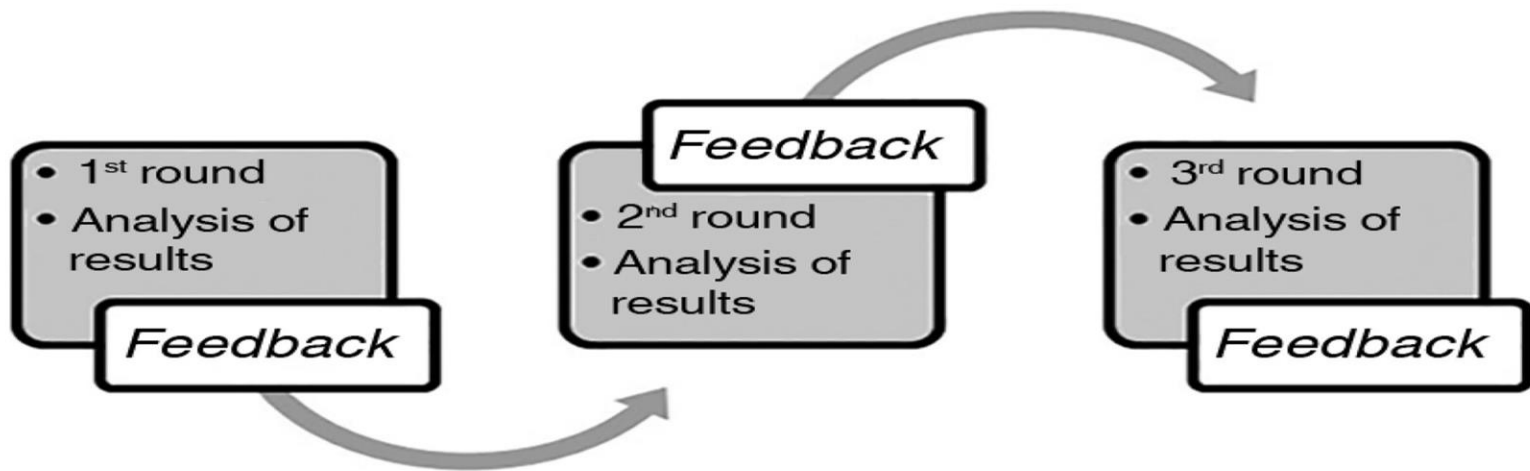 • 1st round
• Analysis of
results
Feedback
Feedback
• 2nd round
• Analysis of
results
• 3rd round
• Analysis of
results
Feedback